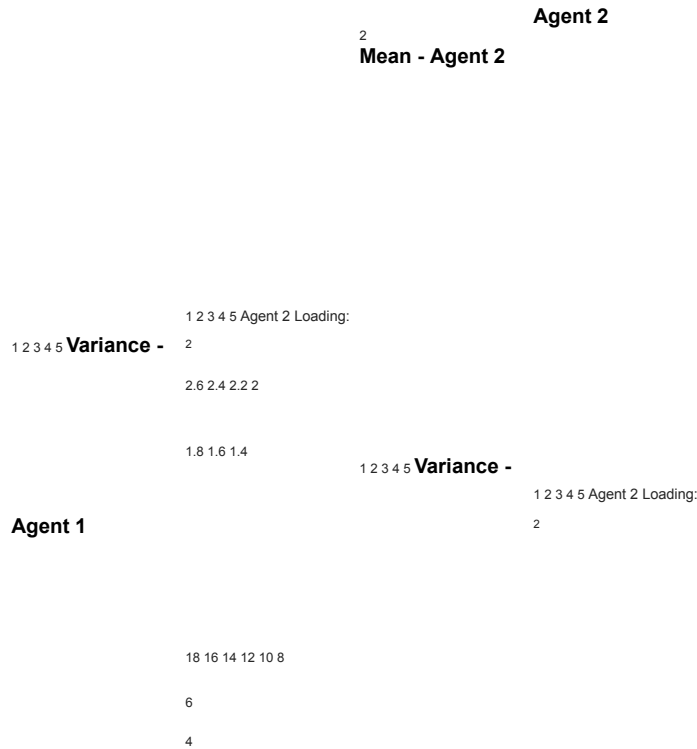 Agent 2
2
Mean - Agent 2
1 2 3 4 5 Agent 2 Loading:
1 2 3 4 5 Variance -
2
2.6 2.4 2.2 2
1.8 1.6 1.4
1 2 3 4 5 Variance -
1 2 3 4 5 Agent 2 Loading:
Agent 1
2
18 16 14 12 10 8
6
4